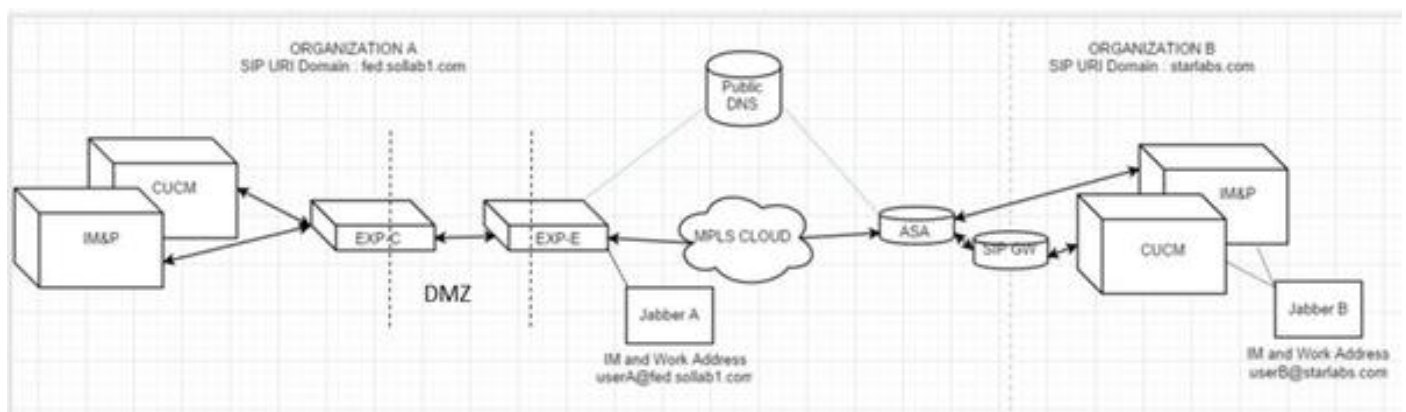 ORGANIZATION A
SIP URI Domain : fed.sollab1.com
ORGANIZATION B
SIP URI Domain : starlabs.com
Public
DNS
CUCM
IM&P
EXP-C
EXP-E
MPLS CLOUD
ASA
SIP GW
IM&P
CUCM
DMZ
Jabber A
Jabber B
IM and Work Address
userA@fed.sollab1.com
IM and Work Address
userB@starlabs.com